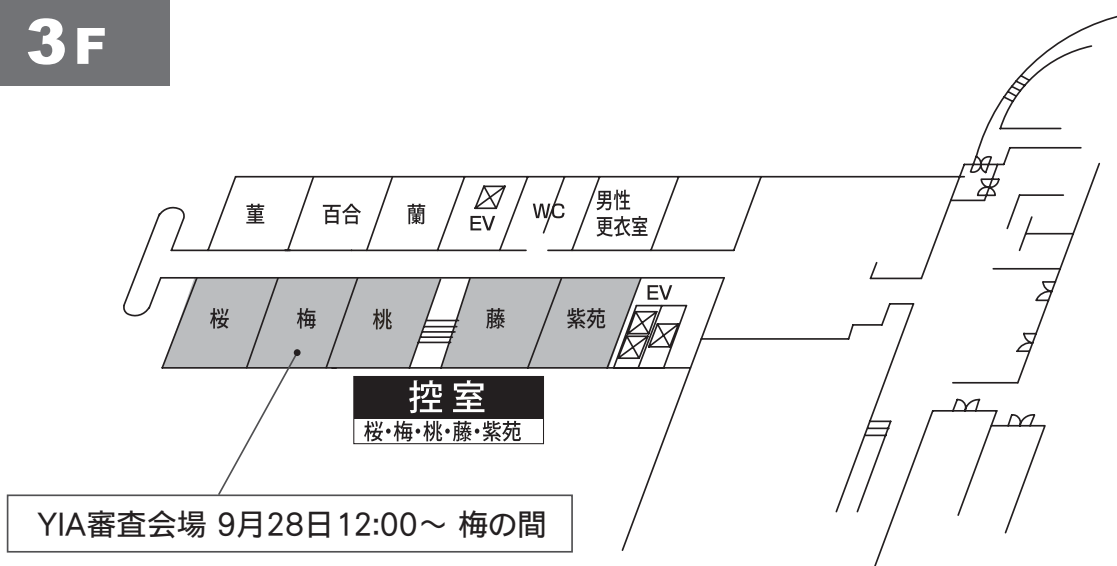 3F
菫
百合
蘭
EV
WC
男性
更衣室
桜
梅
桃
藤
紫苑
EV
控室
桜・梅・桃・藤・紫苑
YIA審査会場 9月28日12:00〜 梅の間